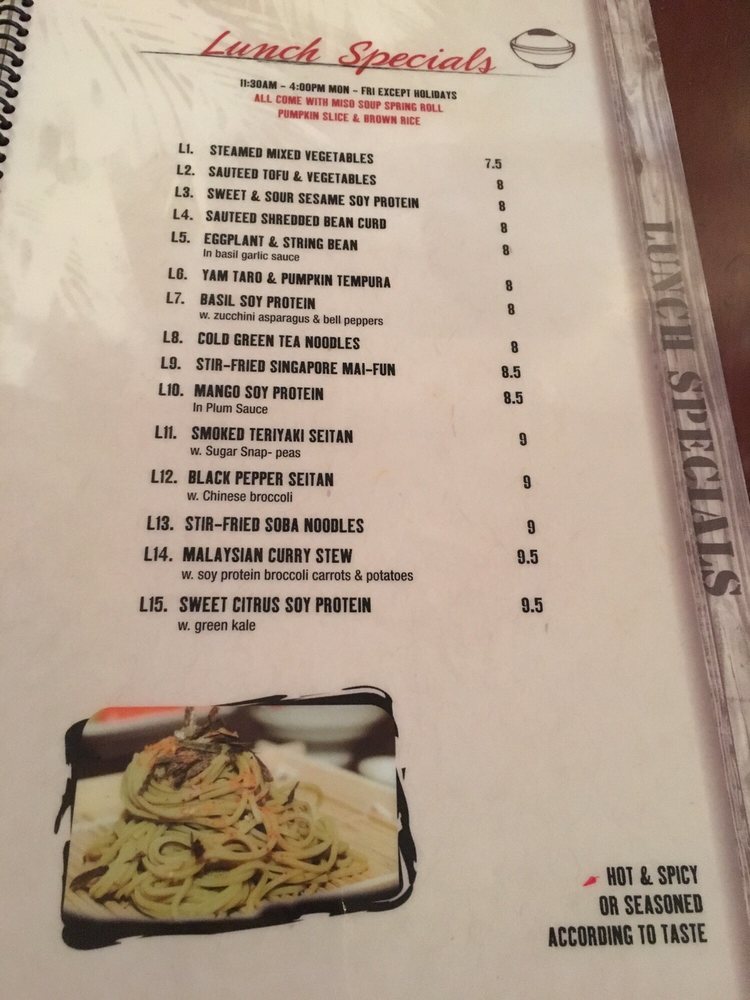 Lunch Specials
11:30AM - 4:00PM MON - FRI EXCEPT HOLIDAYS
ALL COME WITH MISO SOUP SPRING ROLL
PUMPKIN SLICE & BROWN RICE
L1. STEAMED MIXED VEGETABLES 7.5
L2. SAUTEED TOFU & VEGETABLES 8
L3. SWEET & SOUR SESAME SOY PROTEIN 8
L4. SAUTEED SHREDDED BEAN CURD 8
L5. EGGPLANT & STRING BEAN 8
In basil garlic sauce
L6. YAM TARO & PUMPKIN TEMPURA 8
L7. BASIL SOY PROTEIN 8
w. zucchini asparagus & bell peppers
L8. COLD GREEN TEA NOODLES 8
L9. STIR-FRIED SINGAPORE MAI-FUN 8.5
L10. MANGO SOY PROTEIN 8.5
In Plum Sauce
L11. SMOKED TERIYAKI SEITAN 9
w. Sugar Snap- peas
L12. BLACK PEPPER SEITAN 9
w. Chinese broccoli
L13. STIR-FRIED SOBA NOODLES 9
L14. MALAYSIAN CURRY STEW 9.5
w. soy protein broccoli carrots & potatoes
L15. SWEET CITRUS SOY PROTEIN 9.5
w. green kale
HOT & SPICY
OR SEASONED
ACCORDING TO TASTE
LUNCH SPECIALS